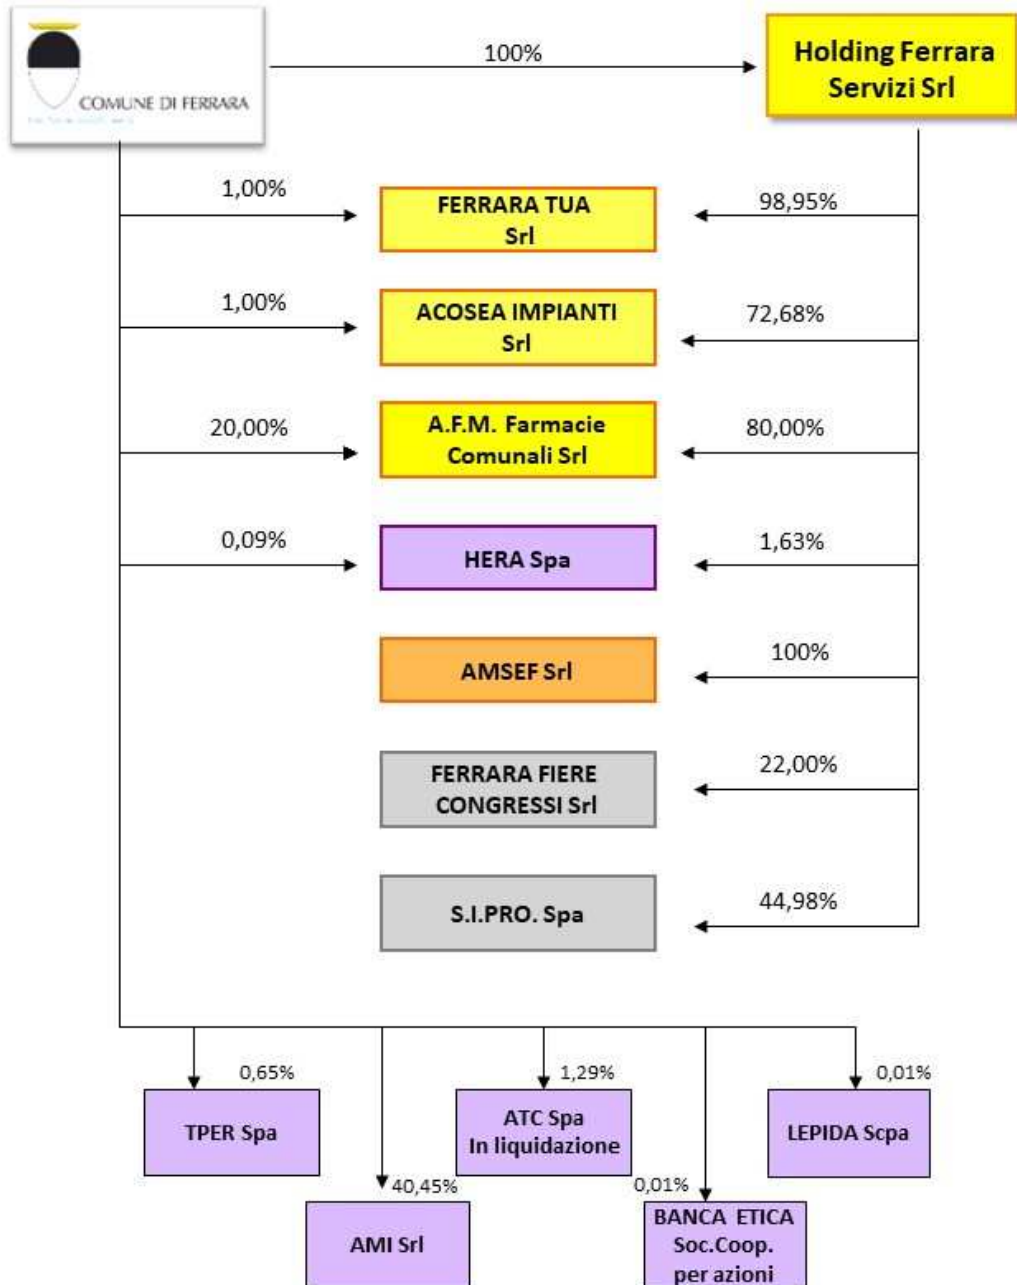 COMUNE DI FERRARA
100%
Holding Ferrara
Servizi Srl
1,00%
FERRARA TUA
Srl
98,95%
1,00%
ACOSEA IMPIANTI
Srl
72,68%
20,00%
A.F.M. Farmacie
Comunali Srl
80,00%
0,09%
HERA Spa
1,63%
AMSEF Srl
100%
FERRARA FIERE
CONGRESSI Srl
22,00%
S.I.PRO. Spa
44,98%
0,65%
TPER Spa
1,29%
ATC Spa
In liquidazione
0,01%
LEPIDA Scpa
40,45%
AMI Srl
0,01%
BANCA ETICA
Soc.Coop.
per azioni